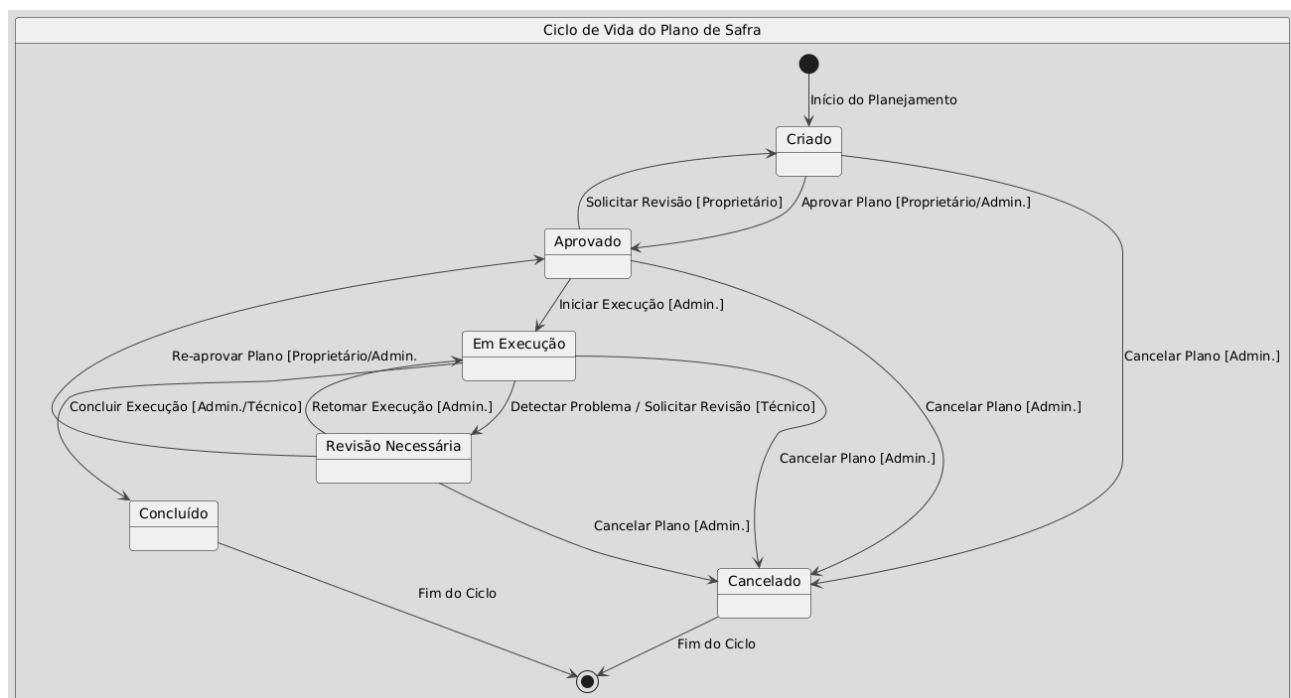 Ciclo de Vida do Plano de Safra
Início do Planejamento
Criado
Solicitar Revisão [Proprietário]
Aprovar Plano [Proprietário/Admin.]
Aprovado
Iniciar Execução [Admin.]
Em Execução
Re-aprovar Plano [Proprietário/Admin.
Cancelar Plano [Admin.]
Concluir Execução [Admin./Técnico]
Retomar Execução [Admin.]
Detectar Problema / Solicitar Revisão [Técnico]
Cancelar Plano [Admin.]
Revisão Necessária
Cancelar Plano [Admin.]
Concluído
Cancelar Plano [Admin.]
Cancelado
Fim do Ciclo
Fim do Ciclo